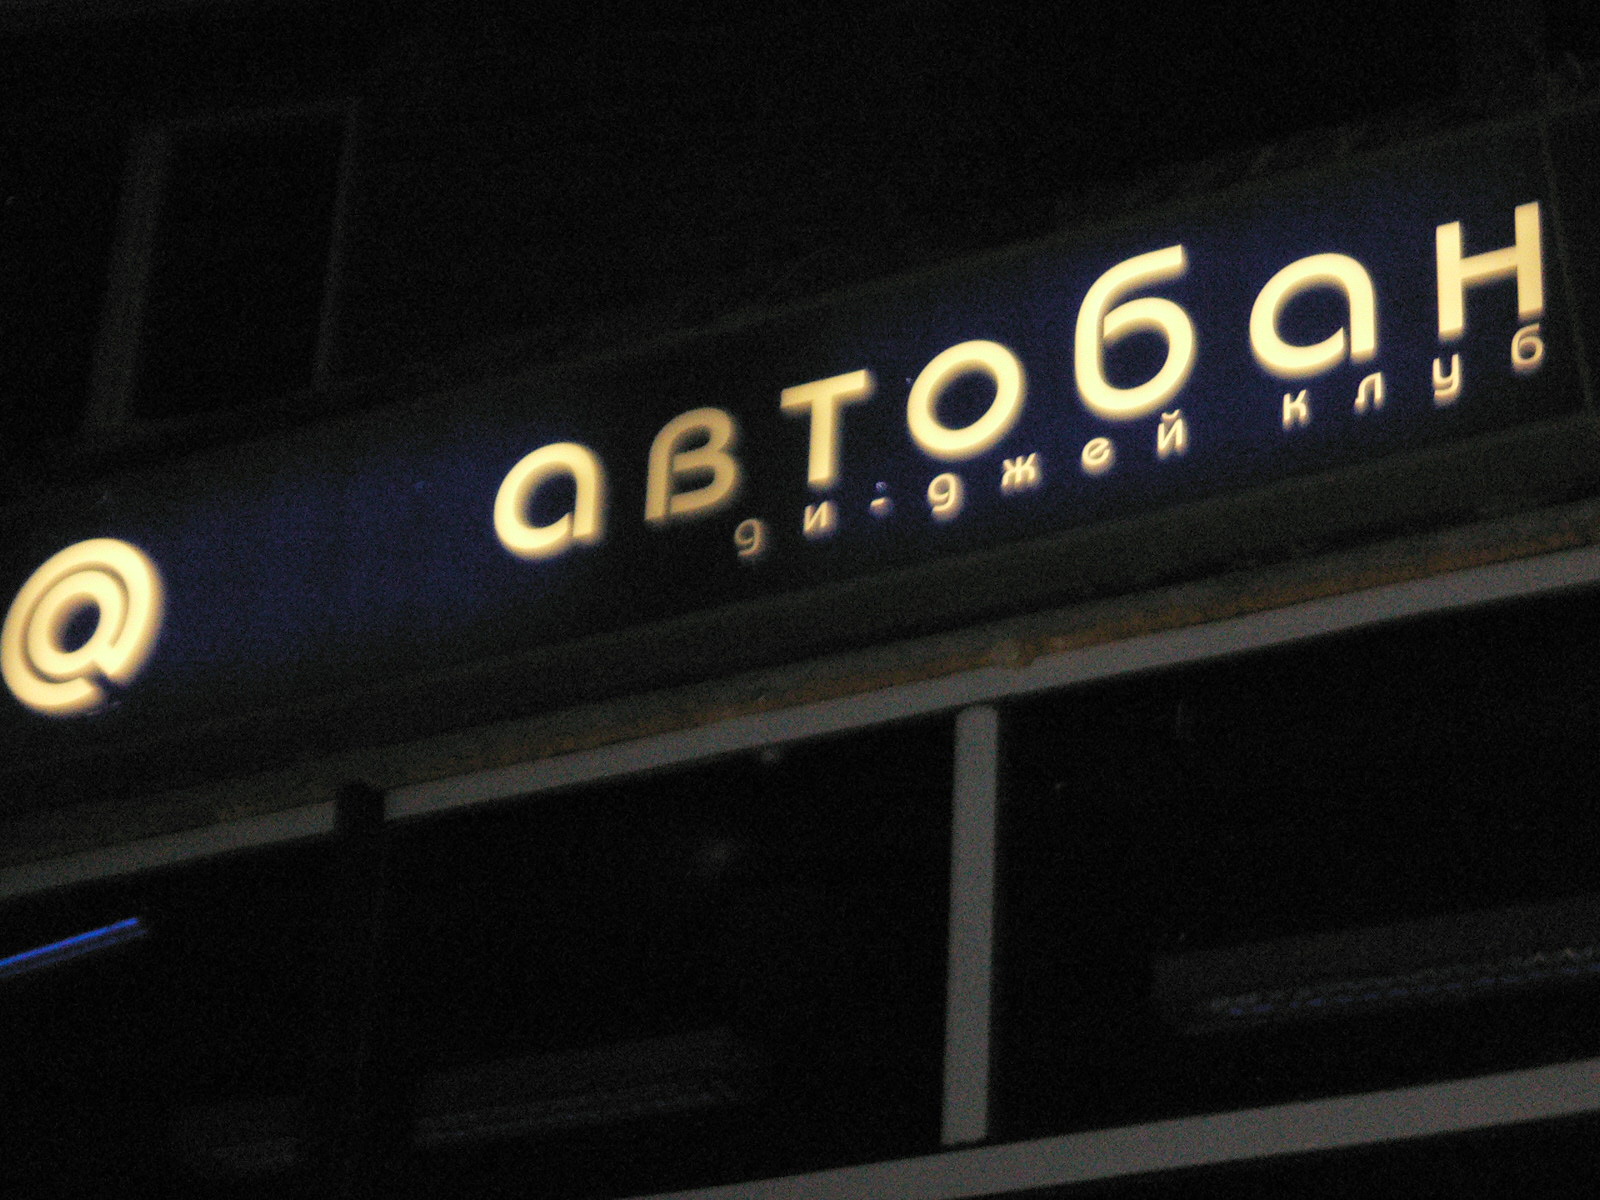 @ автобан
ди-джей клуб